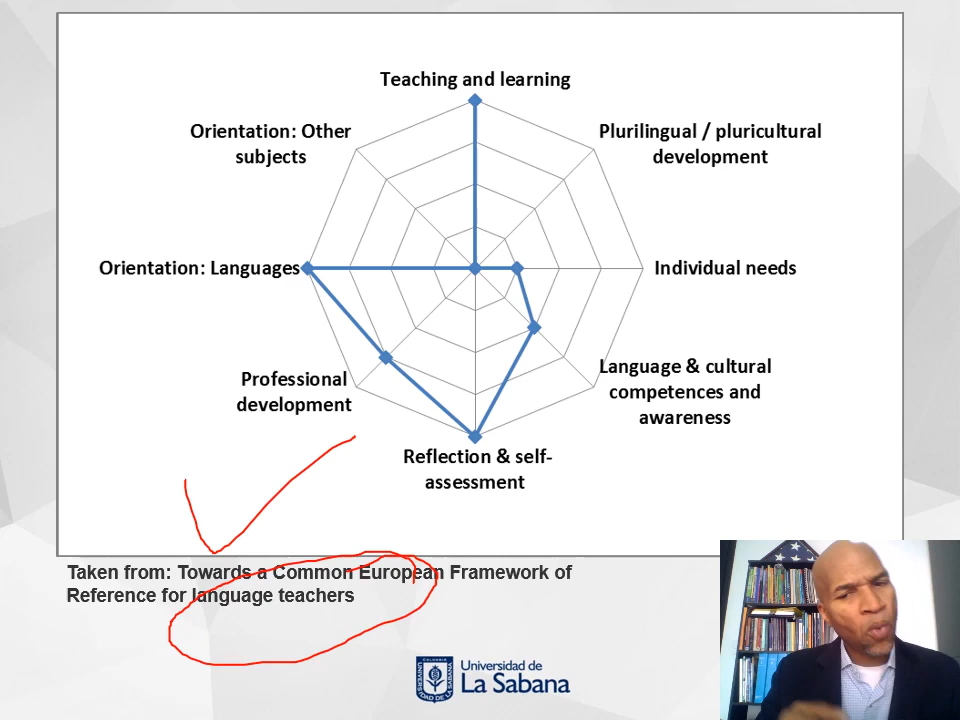 Teaching and learning
Orientation: Other
subjects
Plurilingual / pluricultural
development
Orientation: Languages
Individual needs
Professional
development
Language & cultural
competences and
awareness
Reflection & self-
assessment
Taken from: Towards a Common European Framework of
Reference for language teachers
Universidad de
La Sabana